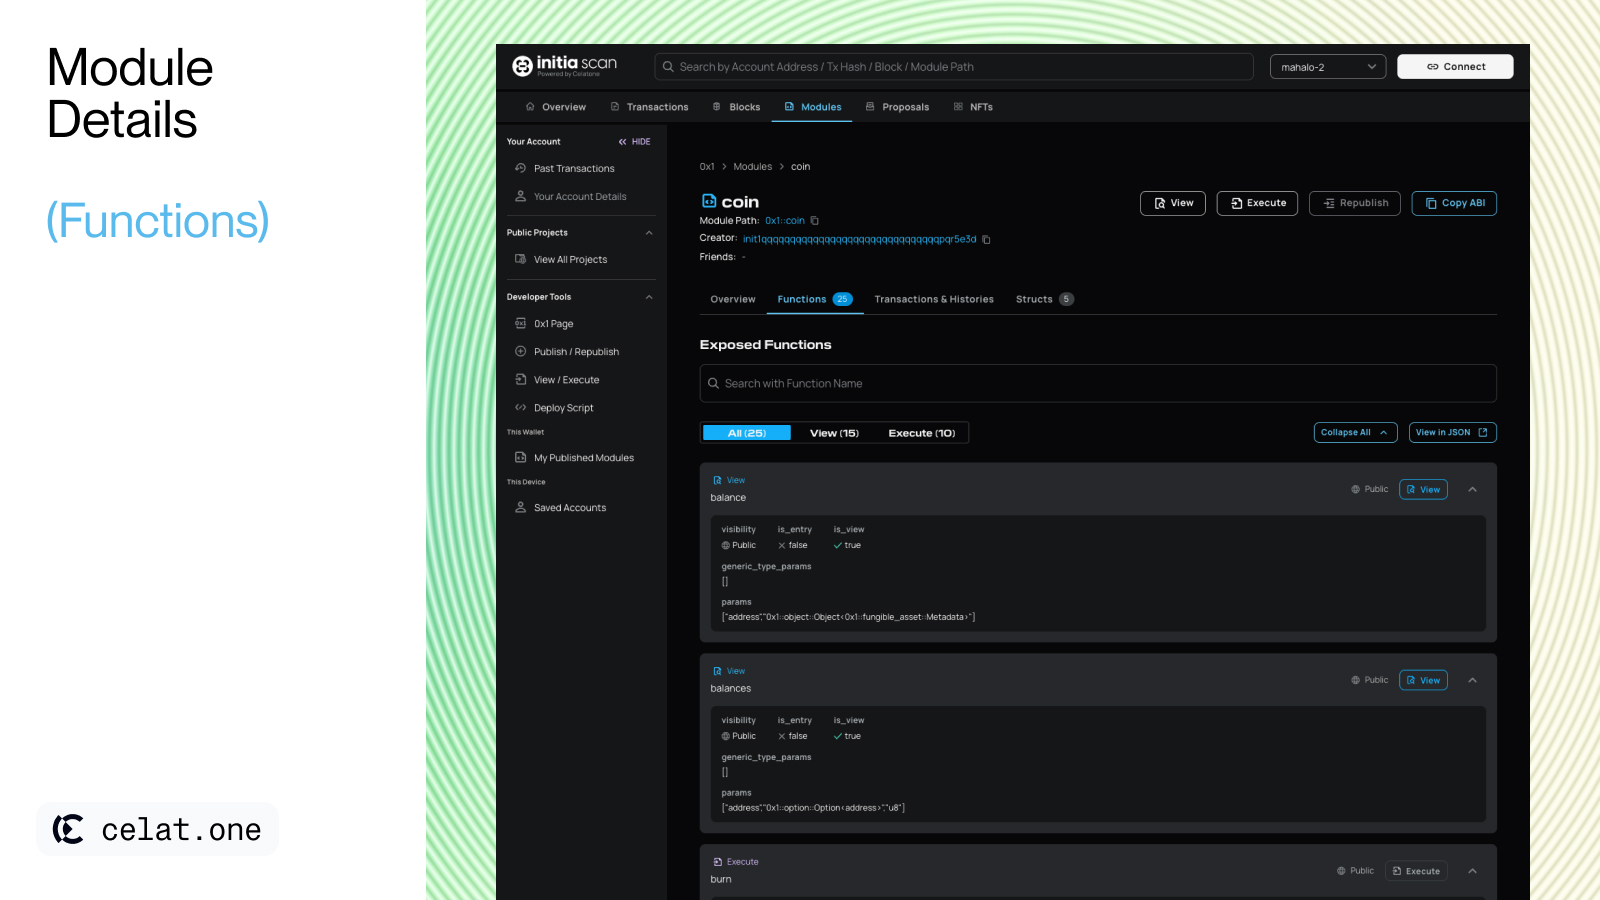 Module
Details
(Functions)
celat.one
initia scan
Powered by Celatone
Search by Account Address / Tx Hash / Block / Module Path
mahalo-2
Connect
Overview
Transactions
Blocks
Modules
Proposals
NFTs
Your Account
HIDE
Past Transactions
Your Account Details
Public Projects
View All Projects
Developer Tools
0x1 Page
Publish / Republish
View / Execute
Deploy Script
This Wallet
My Published Modules
This Device
Saved Accounts
0x1 > Modules > coin
coin
View
Execute
Republish
Copy ABI
Module Path: 0x1::coin
Creator:
Friends: -
Overview
Functions 25
Transactions & Histories
Structs 5
Exposed Functions
Search with Function Name
All (25)
View (15)
Execute (10)
Collapse All
View in JSON
View
balance
Public
View
visibility is_entry is_view
Public false true
generic_type_params
[]
params
["address","0x1::object::Object<0x1::fungible_asset::Metadata>"]
View
balances
Public
View
visibility is_entry is_view
Public false true
generic_type_params
[]
params
["address","0x1::option::Option<address>","u8"]
Execute
burn
Public
Execute